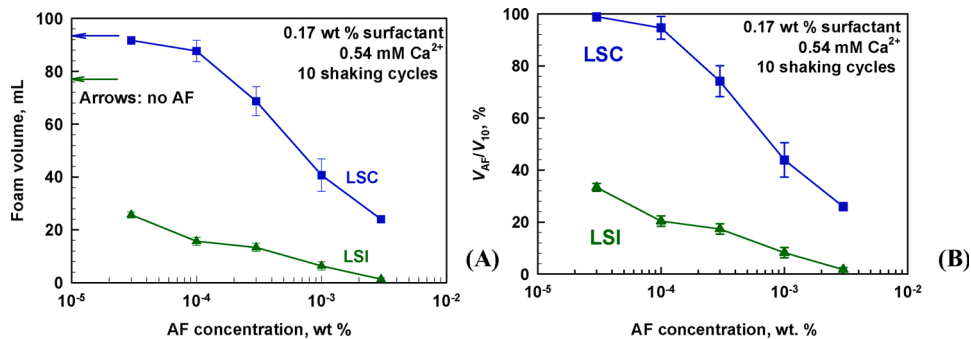 100
80
60
40
20
0
Foam volume, mL
0.17 wt % surfactant
0.54 mM Ca²⁺
10 shaking cycles
Arrows: no AF
LSC
LSI
10⁻⁵
10⁻⁴
10⁻³
10⁻²
AF concentration, wt %
(A)
100
80
60
40
20
0
V_AF/V_10, %
0.17 wt % surfactant
0.54 mM Ca²⁺
10 shaking cycles
LSC
LSI
10⁻⁵
10⁻⁴
10⁻³
10⁻²
AF concentration, wt. %
(B)